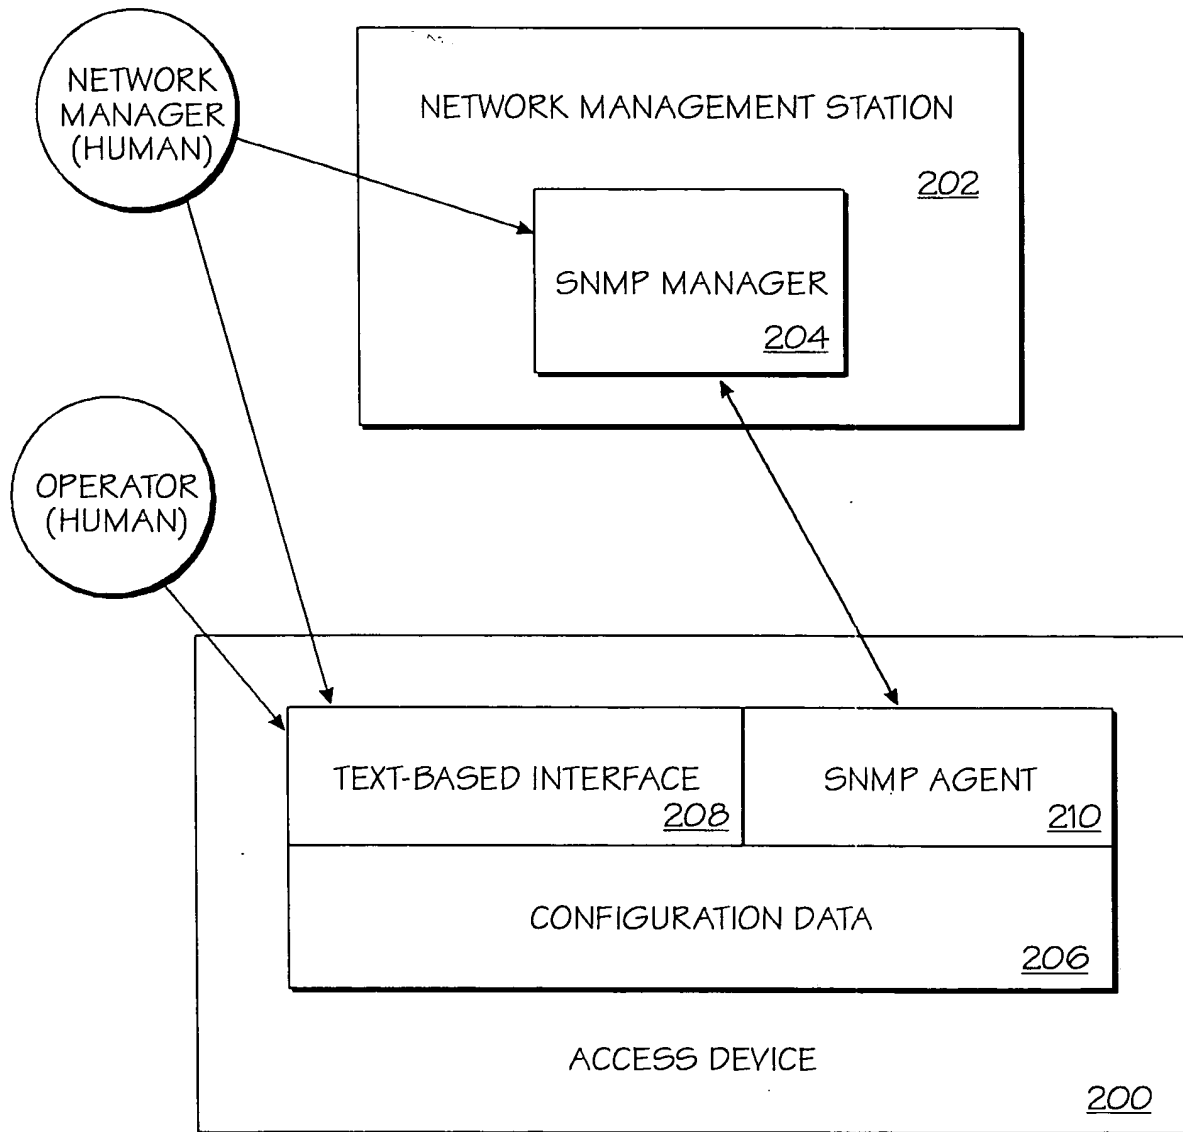 NETWORK
MANAGER
(HUMAN)
NETWORK MANAGEMENT STATION
202
SNMP MANAGER
204
OPERATOR
(HUMAN)
TEXT-BASED INTERFACE
208
SNMP AGENT
210
CONFIGURATION DATA
206
ACCESS DEVICE
200